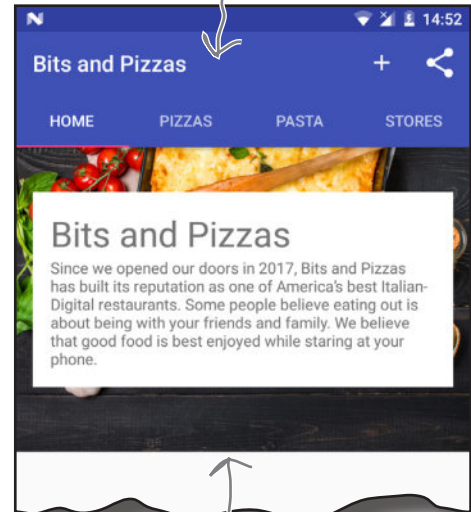 N
14:52
Bits and Pizzas
+
HOME PIZZAS PASTA STORES
Bits and Pizzas
Since we opened our doors in 2017, Bits and Pizzas
has built its reputation as one of America's best Italian-
Digital restaurants. Some people believe eating out is
about being with your friends and family. We believe
that good food is best enjoyed while staring at your
phone.